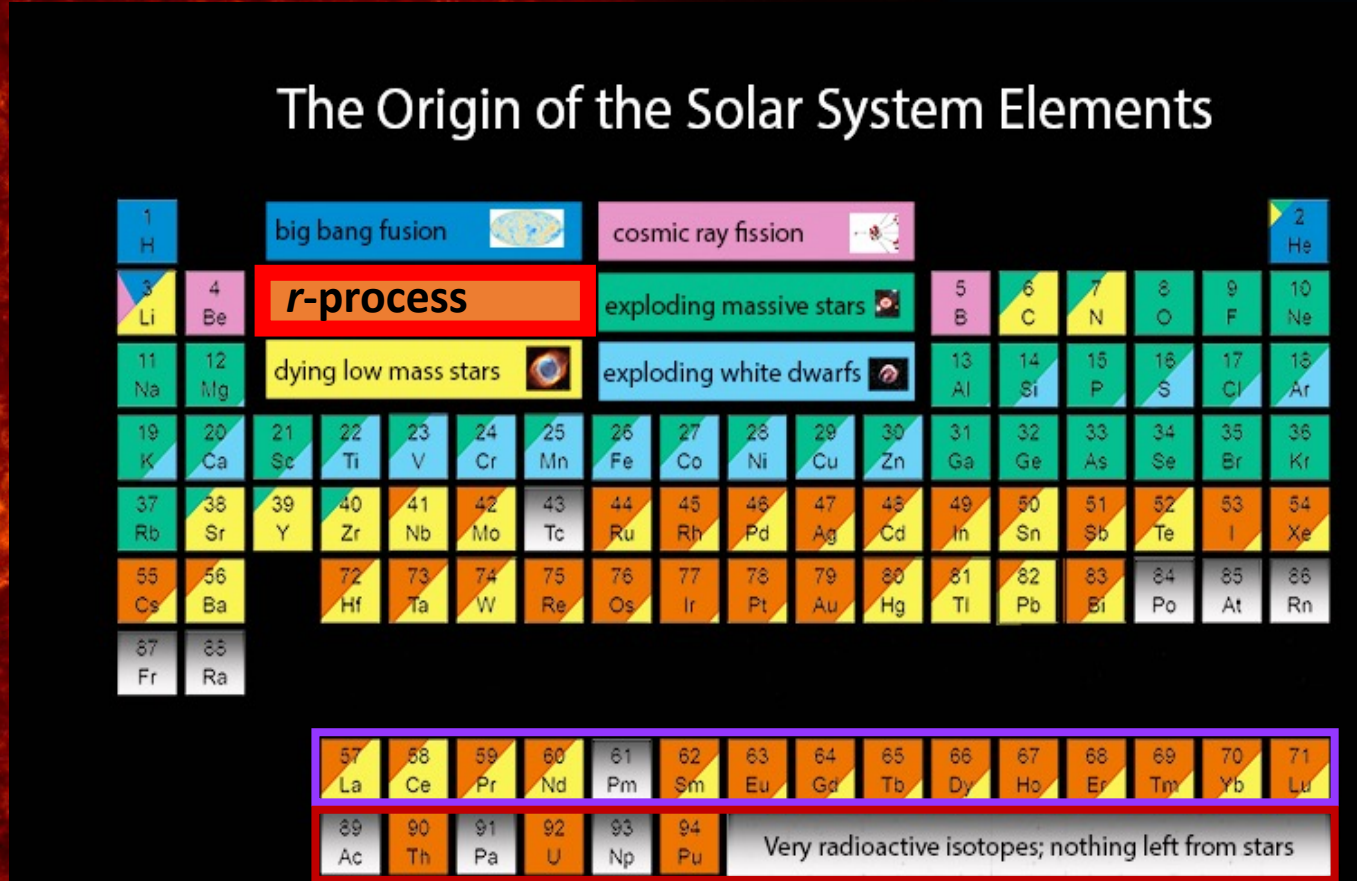 The Origin of the Solar System Elements
1 2
H big bang fusion cosmic ray fission He
3 4 r-process exploding massive stars 5 6 7 8 9 10
Li Be B C N O F Ne
11 12 dying low mass stars exploding white dwarfs 13 14 15 16 17 18
Na Mg Al Si P S Cl Ar
19 20 21 22 23 24 25 26 27 28 29 30 31 32 33 34 35 36
K Ca Sc Ti V Cr Mn Fe Co Ni Cu Zn Ga Ge As Se Br Kr
37 38 39 40 41 42 43 44 45 46 47 48 49 50 51 52 53 54
Rb Sr Y Zr Nb Mo Tc Ru Rh Pd Ag Cd In Sn Sb Te I Xe
55 56 72 73 74 75 76 77 78 79 80 81 82 83 84 85 86
Cs Ba Hf Ta W Re Os Ir Pt Au Hg Tl Pb Bi Po At Rn
87 88
Fr Ra
57 58 59 60 61 62 63 64 65 66 67 68 69 70 71
La Ce Pr Nd Pm Sm Eu Gd Tb Dy Ho Er Tm Yb Lu
89 90 91 92 93 94 Very radioactive isotopes; nothing left from stars
Ac Th Pa U Np Pu